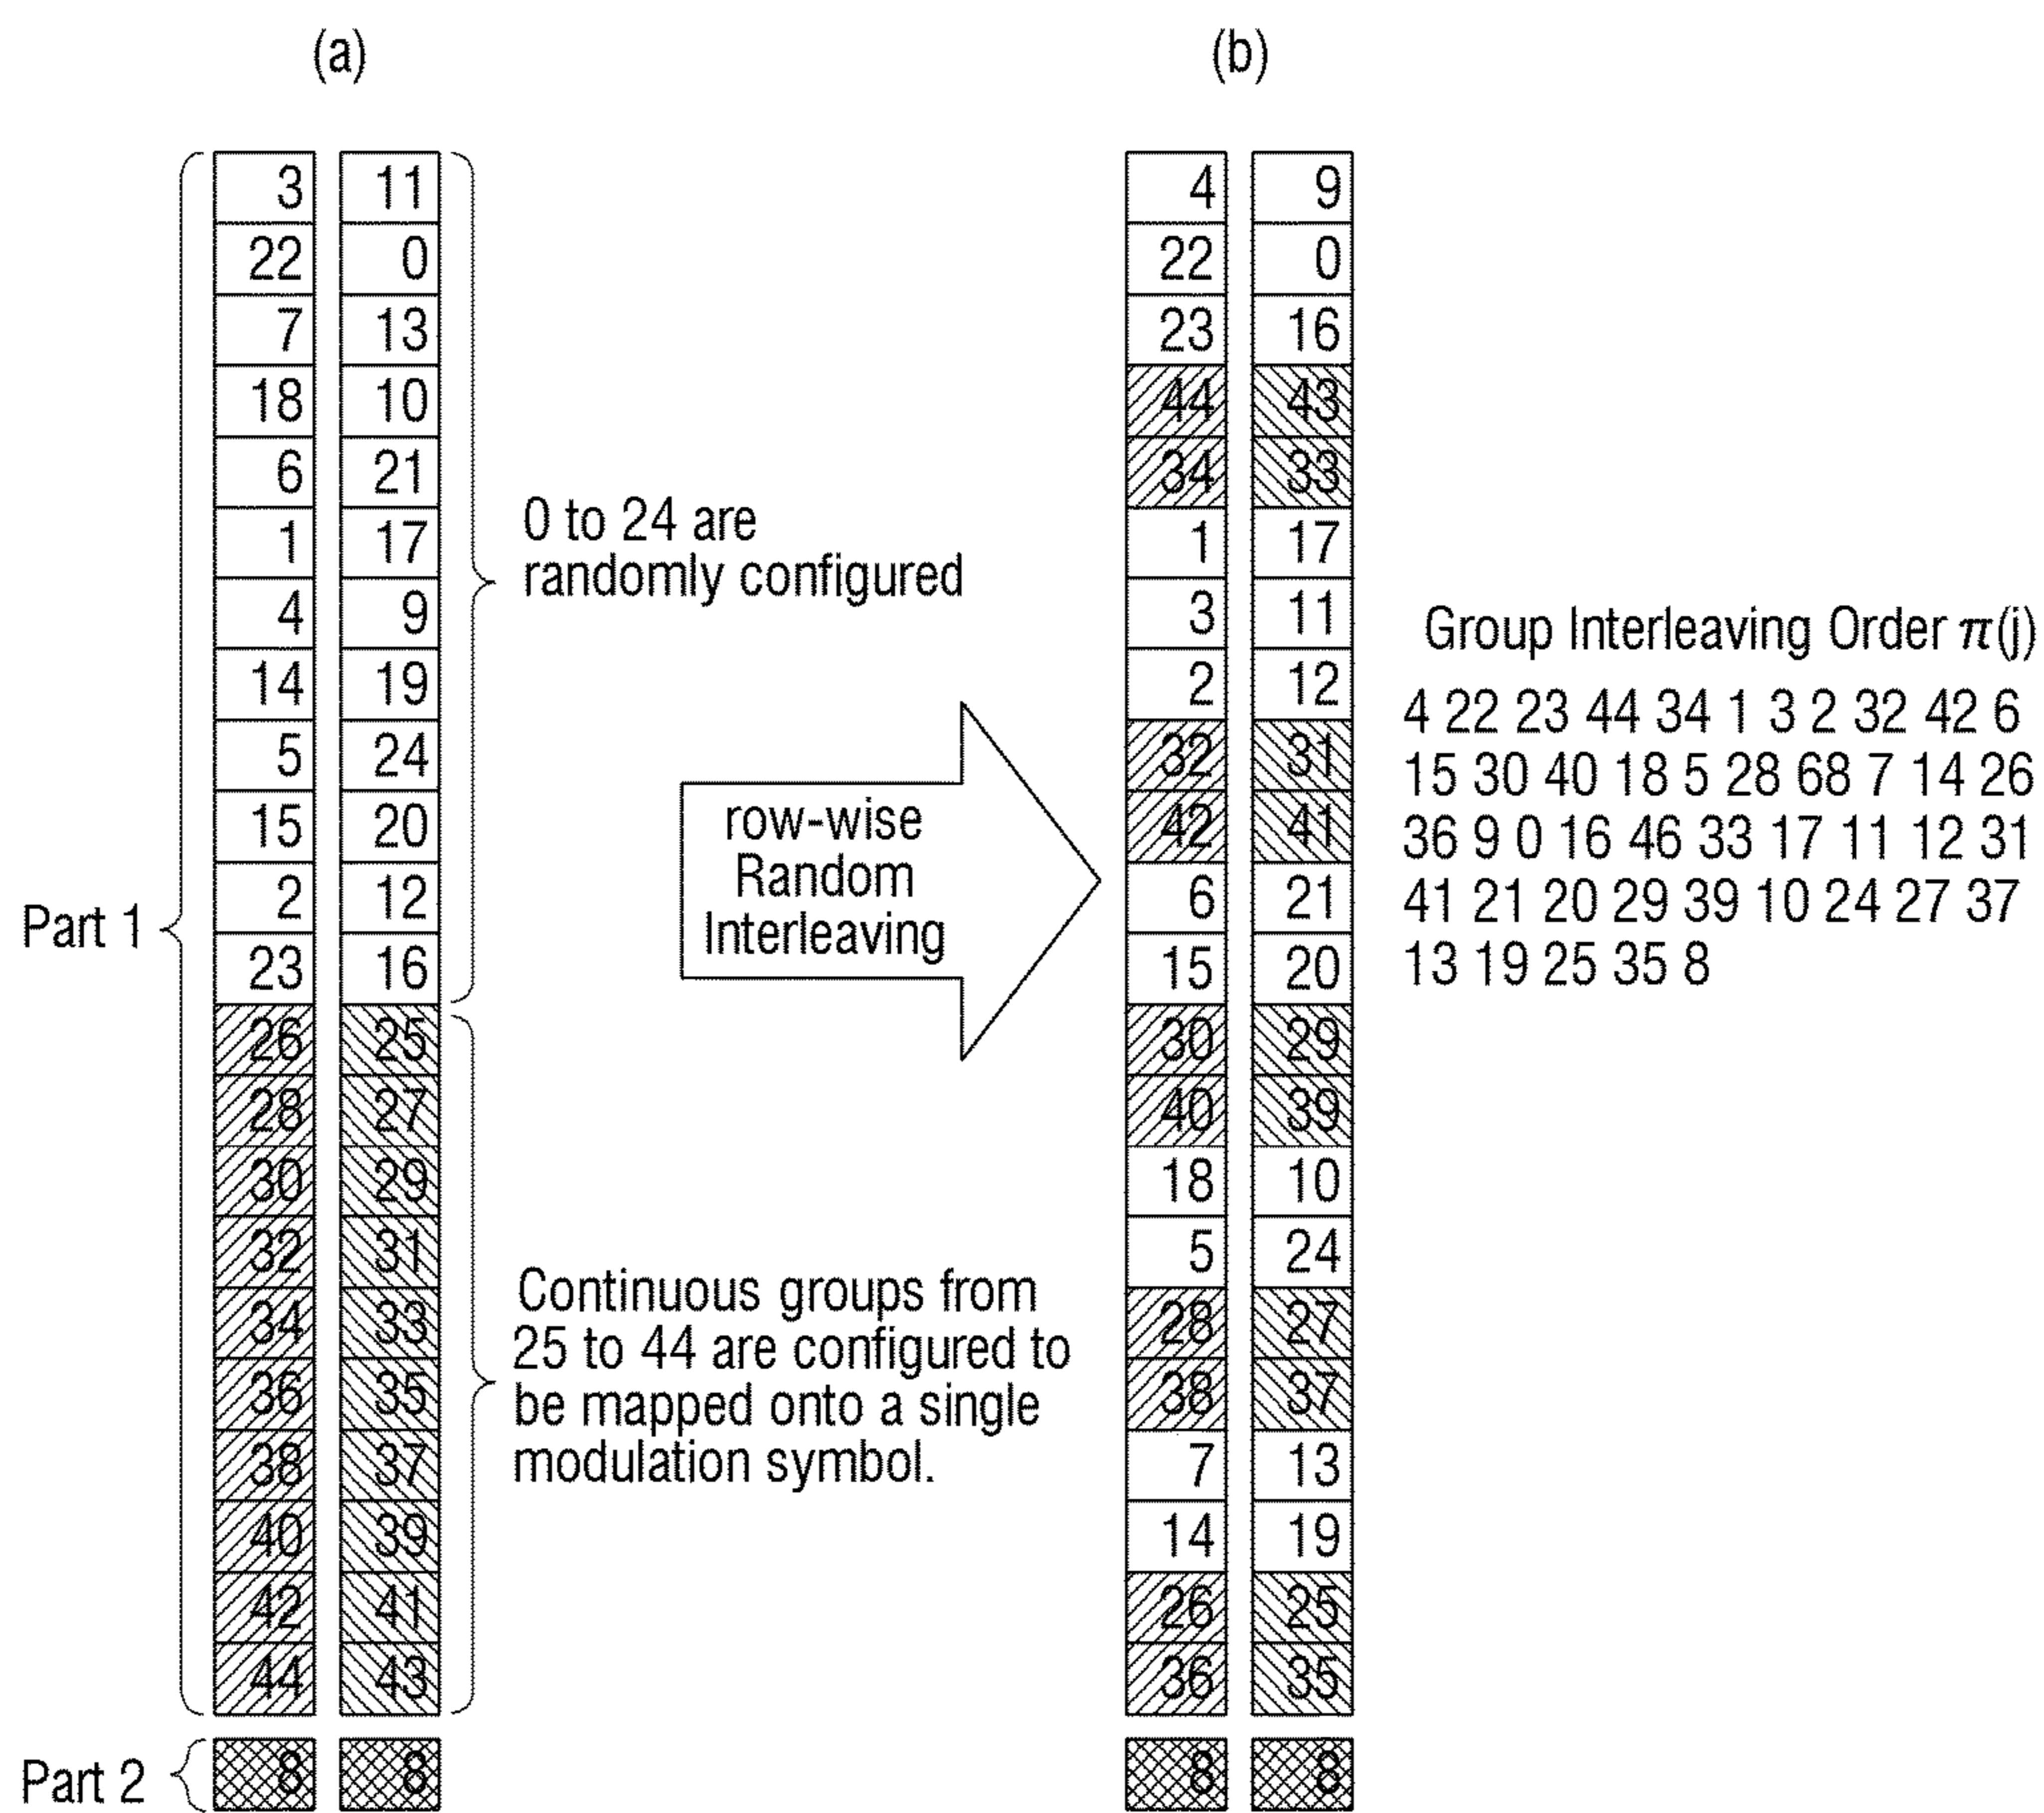 (a)
(b)
3 11
22 0
7 13
18 10
6 21
1 17
4 9
14 19
5 24
15 20
2 12
23 16
26 25
28 27
30 29
32 31
34 33
36 35
38 37
40 39
42 41
44 43
8 8
Part 1
Part 2
0 to 24 are
randomly configured
Continuous groups from
25 to 44 are configured to
be mapped onto a single
modulation symbol.
row-wise
Random
Interleaving
4 9
22 0
23 16
44 43
34 33
1 17
3 11
2 12
32 31
42 41
6 21
15 20
30 29
40 39
18 10
5 24
28 27
38 37
7 13
14 19
26 25
36 35
8 8
Group Interleaving Order π(j)
4 22 23 44 34 1 3 2 32 42 6
15 30 40 18 5 28 68 7 14 26
36 9 0 16 46 33 17 11 12 31
41 21 20 29 39 10 24 27 37
13 19 25 35 8